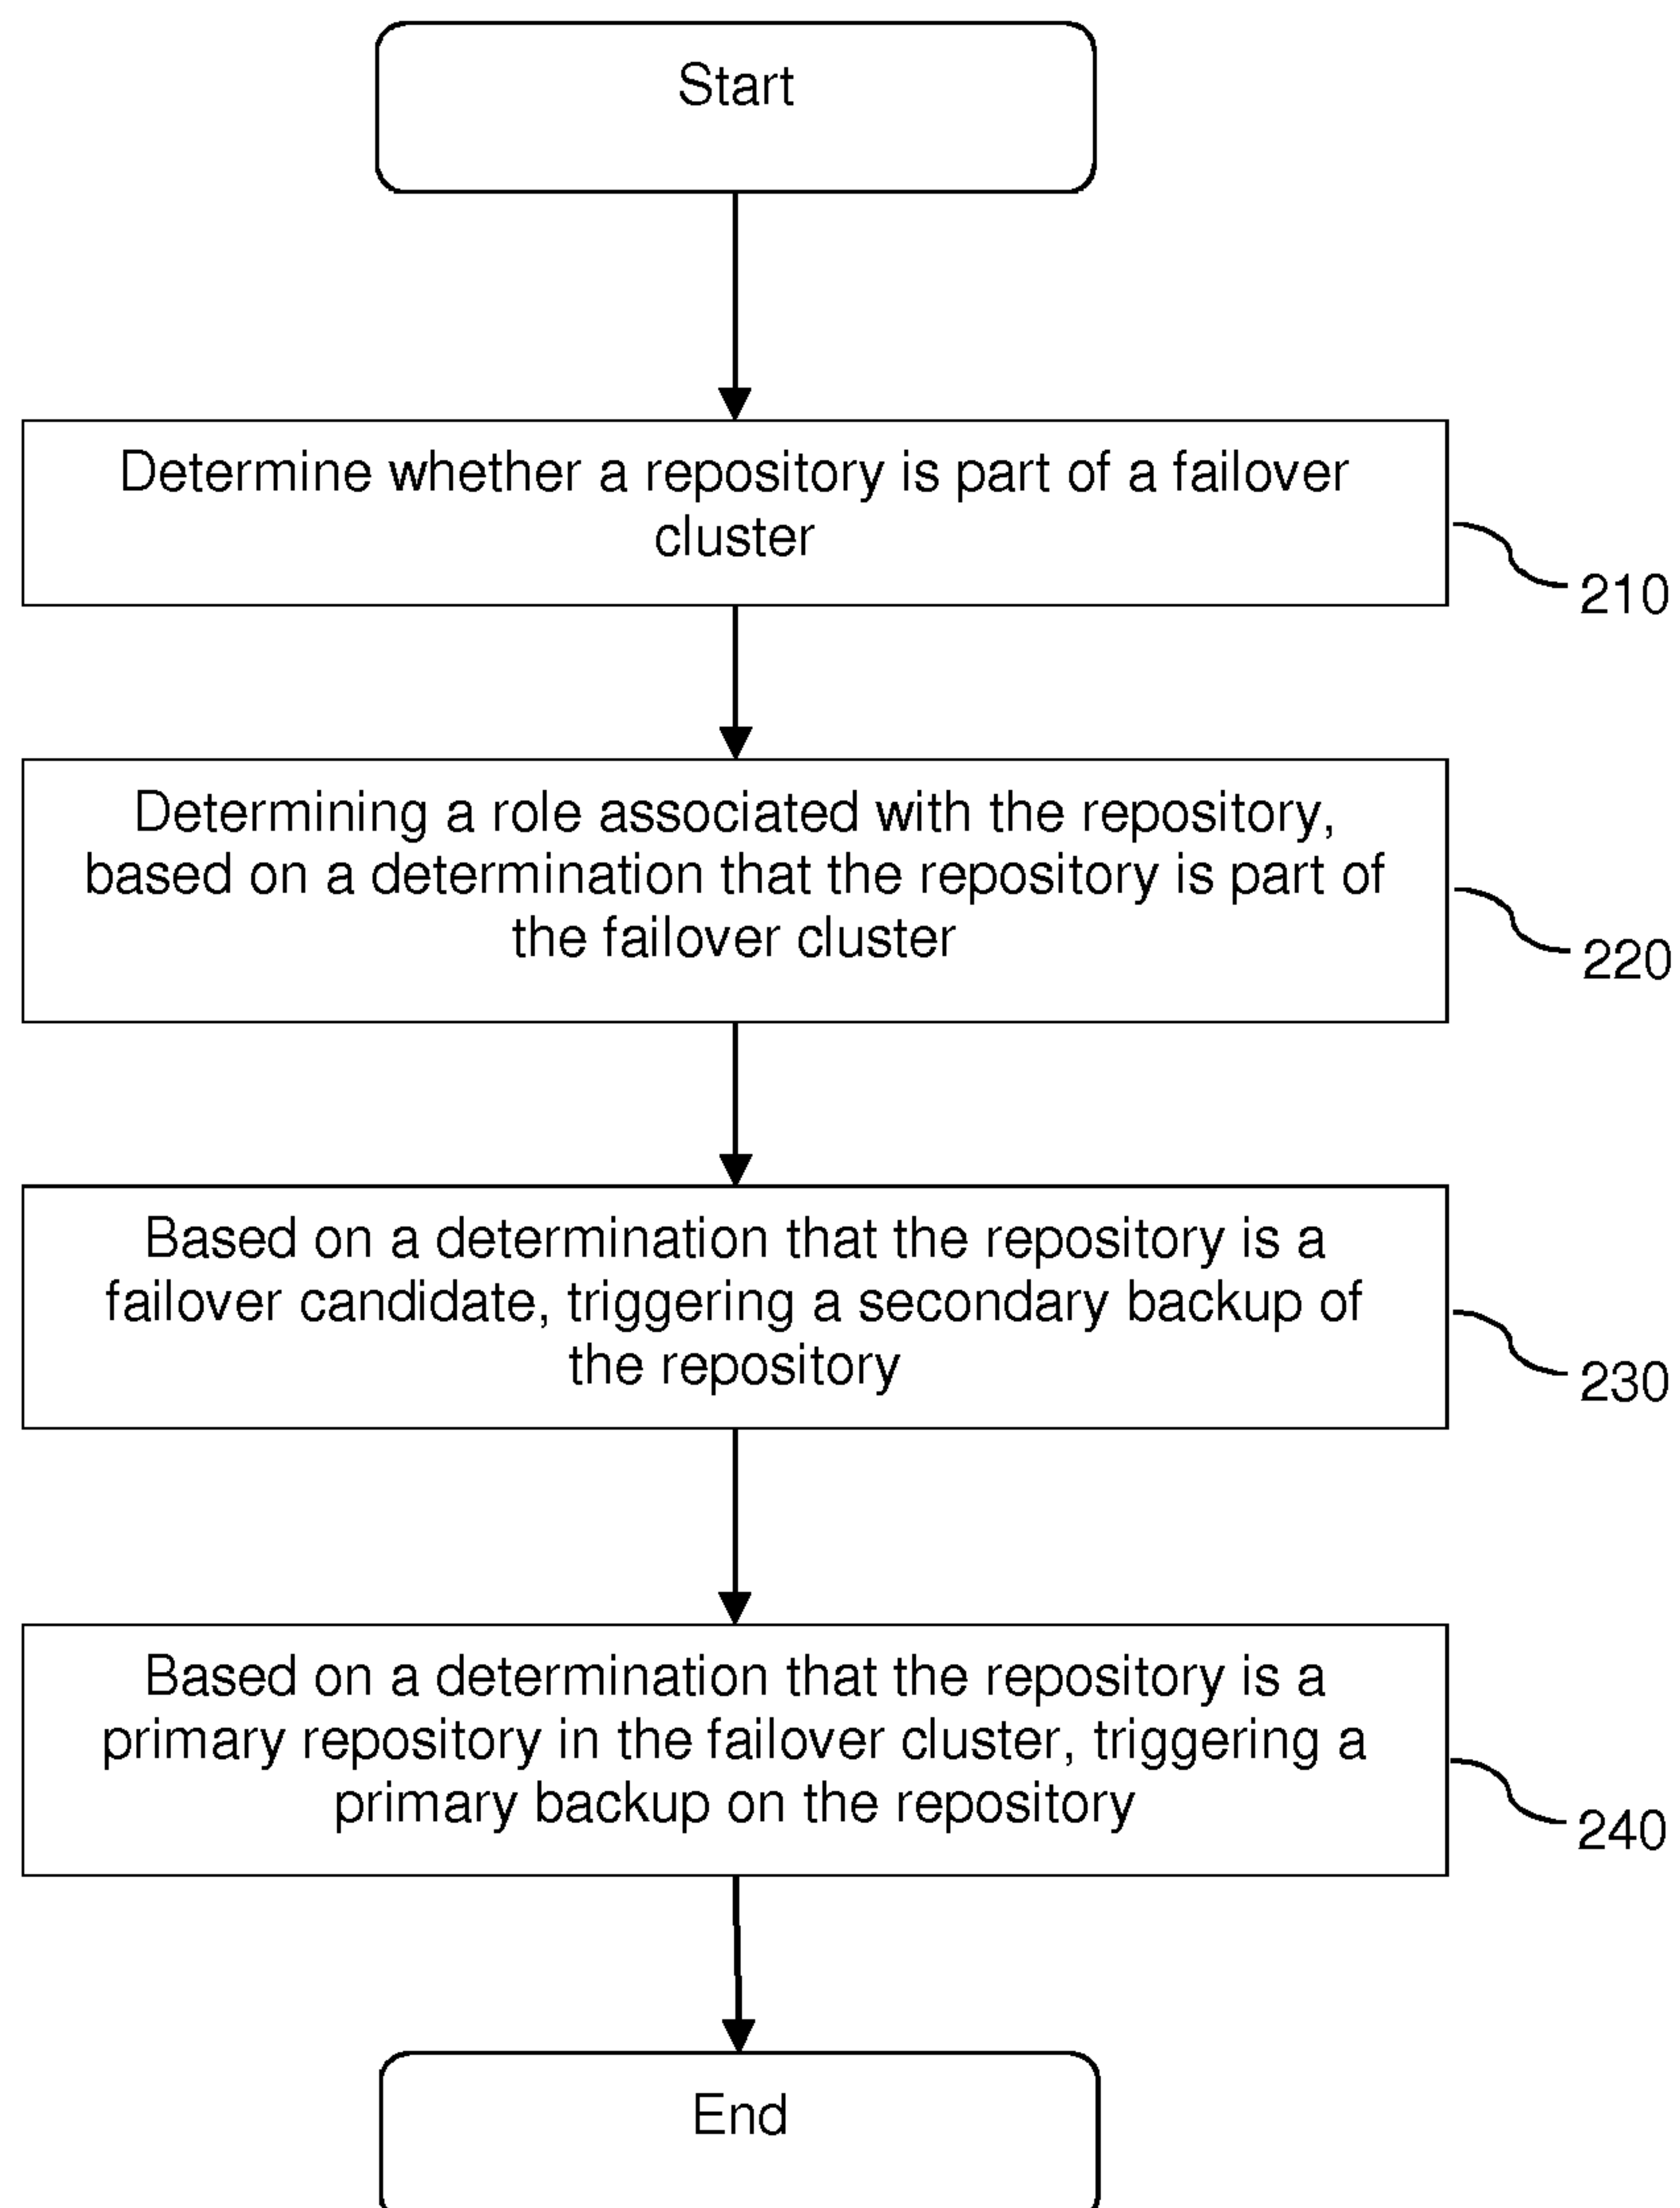 Start
Determine whether a repository is part of a failover
cluster
210
Determining a role associated with the repository,
based on a determination that the repository is part of
the failover cluster
220
Based on a determination that the repository is a
failover candidate, triggering a secondary backup of
the repository
230
Based on a determination that the repository is a
primary repository in the failover cluster, triggering a
primary backup on the repository
240
End